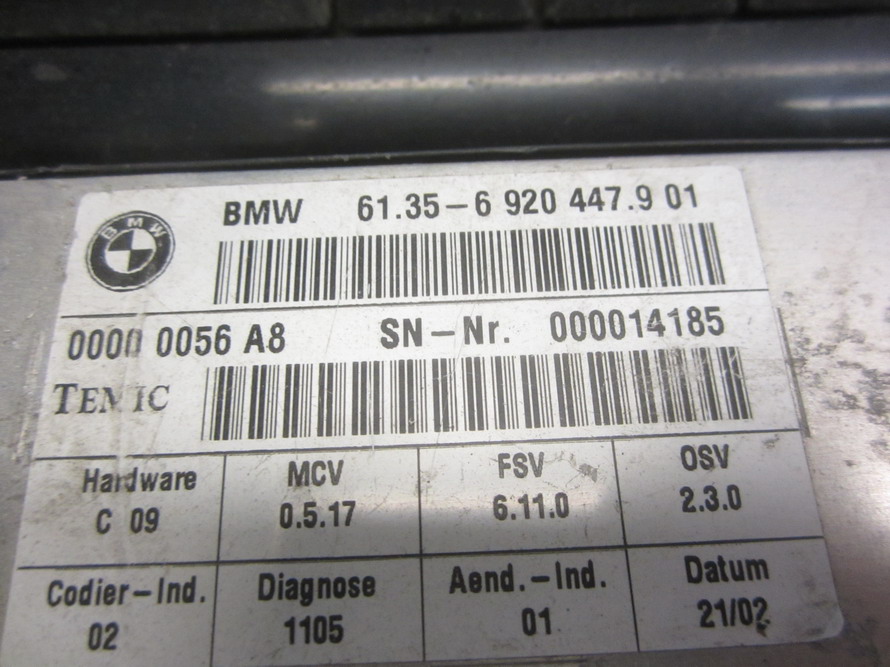 BMW 61.35-6 920 447.9 01
BMW
0000 0056 A8 SN-Nr. 000014185
TEMIC
Hardware MCV FSV OSV
C 09 0.5.17 6.11.0 2.3.0
Codier-Ind. Diagnose Aend.-Ind. Datum
02 1105 01 21/02